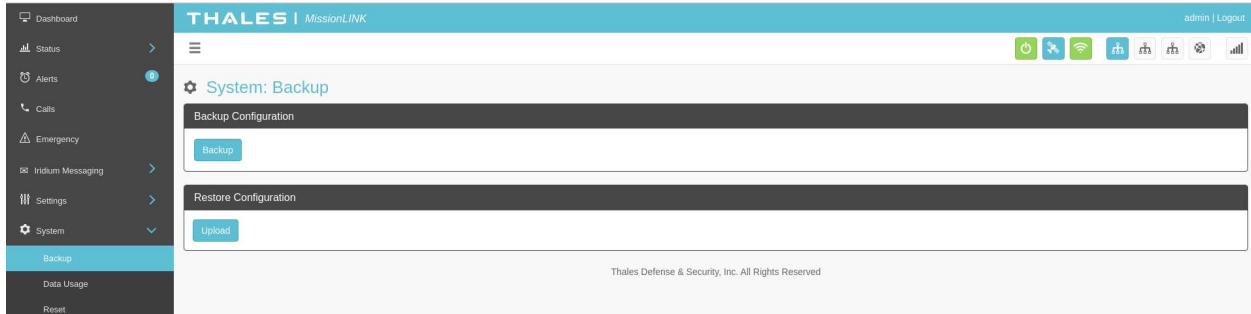 Dashboard
THALES | MissionLINK
admin | Logout
Status
Alerts
0
Calls
Emergency
Iridium Messaging
Settings
System
Backup
Data Usage
Reset
System: Backup
Backup Configuration
Backup
Restore Configuration
Upload
Thales Defense & Security, Inc. All Rights Reserved